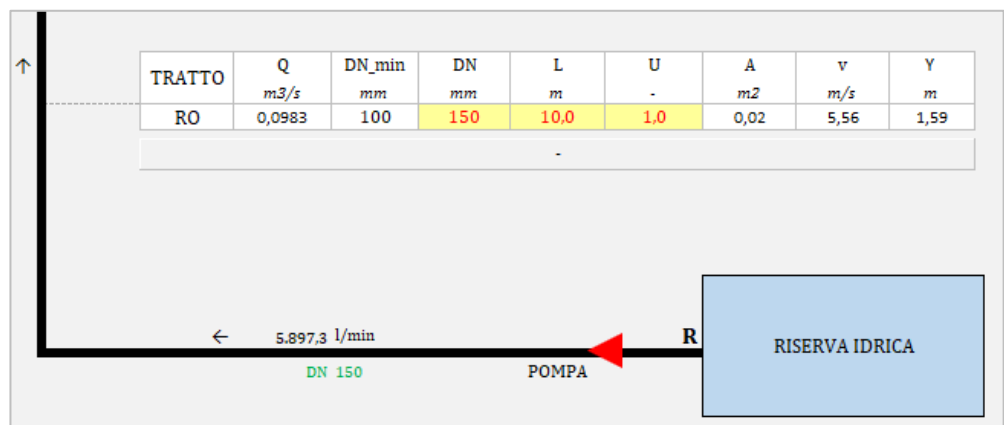 ↑
TRATTO Q DN_min DN L U A v Y
m3/s mm mm m - m2 m/s m
RO 0,0983 100 150 10,0 1,0 0,02 5,56 1,59
-
← 5.897,3 l/min R RISERVA IDRICA
DN 150 POMPA